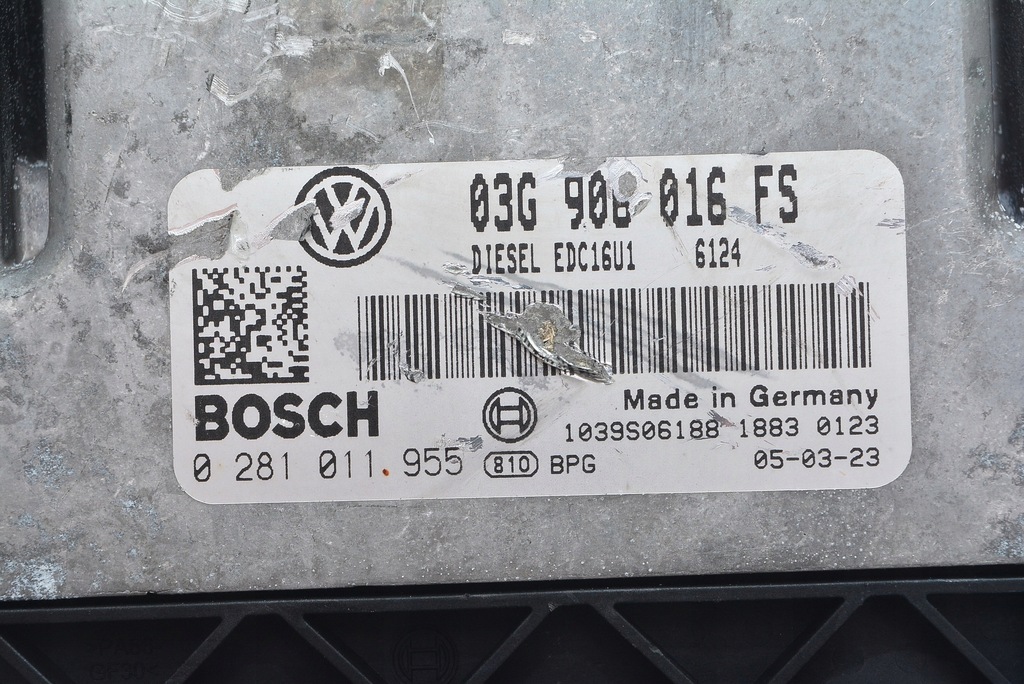 03G 906 016 FS
DIESEL EDC16U1 6124
BOSCH
Made in Germany
1039S06188 1883 0123
0 281 011 955 810 BPG
05-03-23